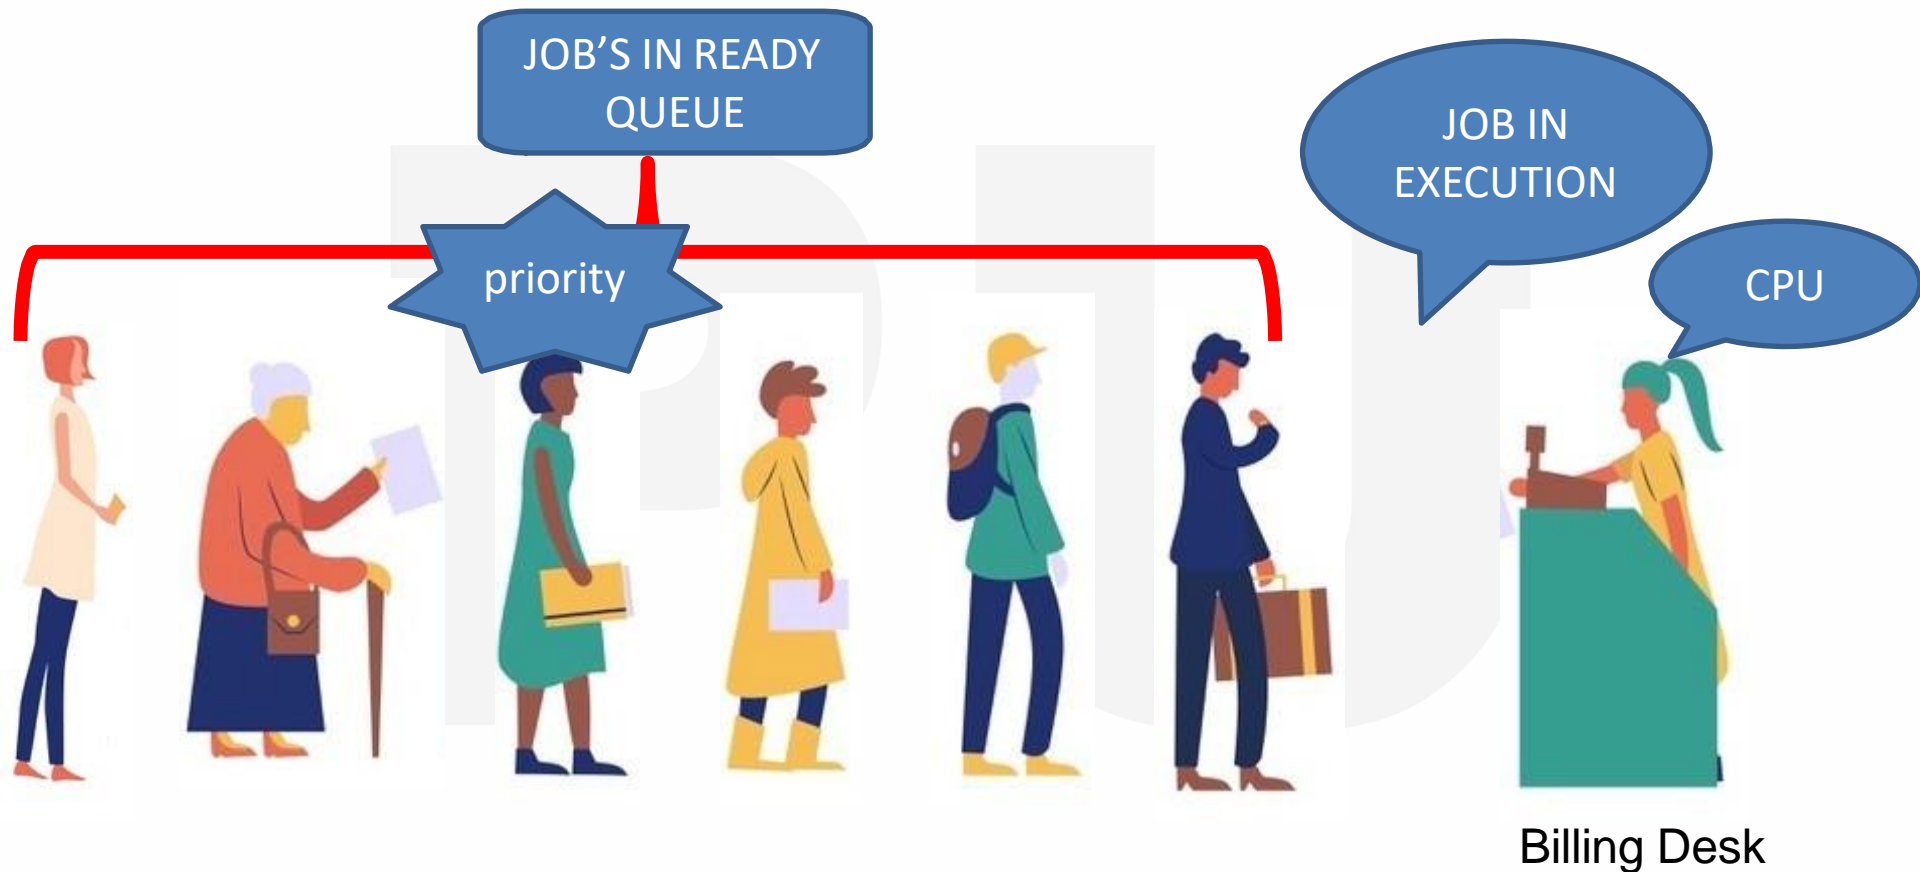 JOB’S IN READY
QUEUE
JOB IN
EXECUTION
priority
CPU
Billing Desk